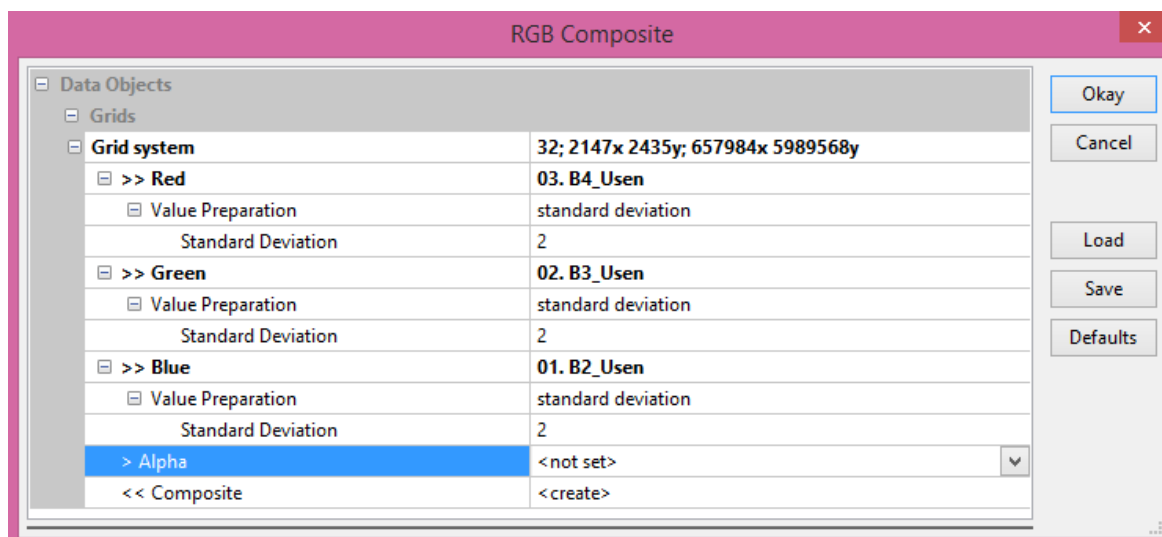 RGB Composite
Data Objects
Grids
Grid system 32; 2147x 2435y; 657984x 5989568y
>> Red 03. B4_Usen
Value Preparation standard deviation
Standard Deviation 2
>> Green 02. B3_Usen
Value Preparation standard deviation
Standard Deviation 2
>> Blue 01. B2_Usen
Value Preparation standard deviation
Standard Deviation 2
> Alpha <not set>
<< Composite <create>
Okay
Cancel
Load
Save
Defaults